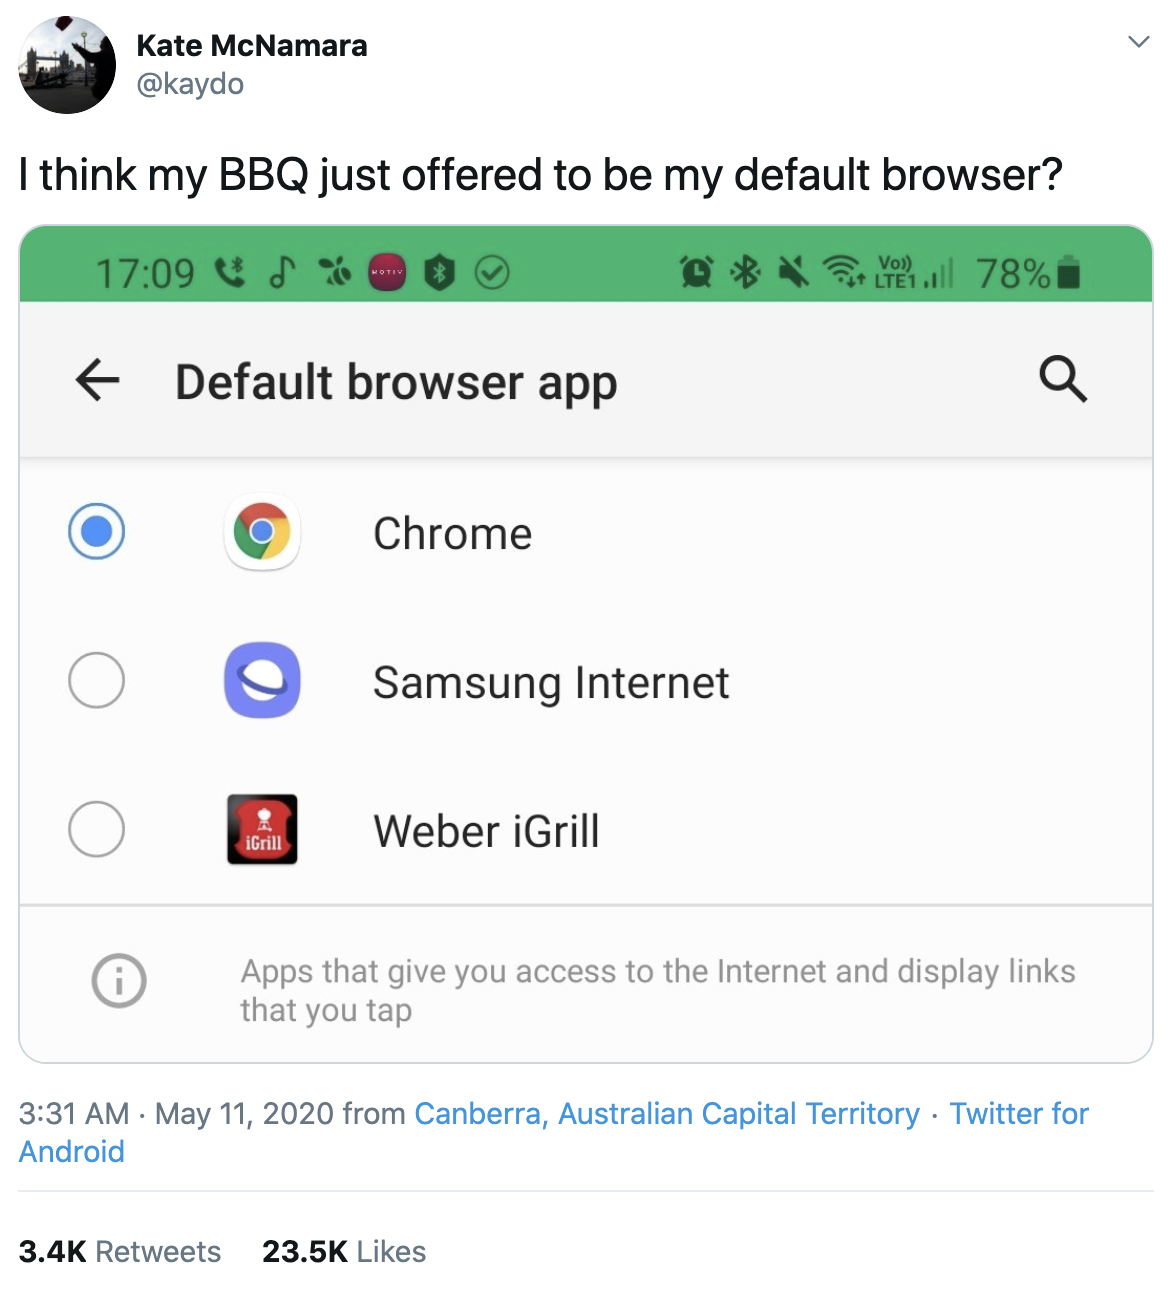 Kate McNamara
@kaydo
I think my BBQ just offered to be my default browser?
17:09 MOTIV Vo)) LTE1 78%
Default browser app
Chrome
Samsung Internet
iGrill Weber iGrill
Apps that give you access to the Internet and display links
that you tap
3:31 AM · May 11, 2020 from Canberra, Australian Capital Territory · Twitter for
Android
3.4K Retweets 23.5K Likes